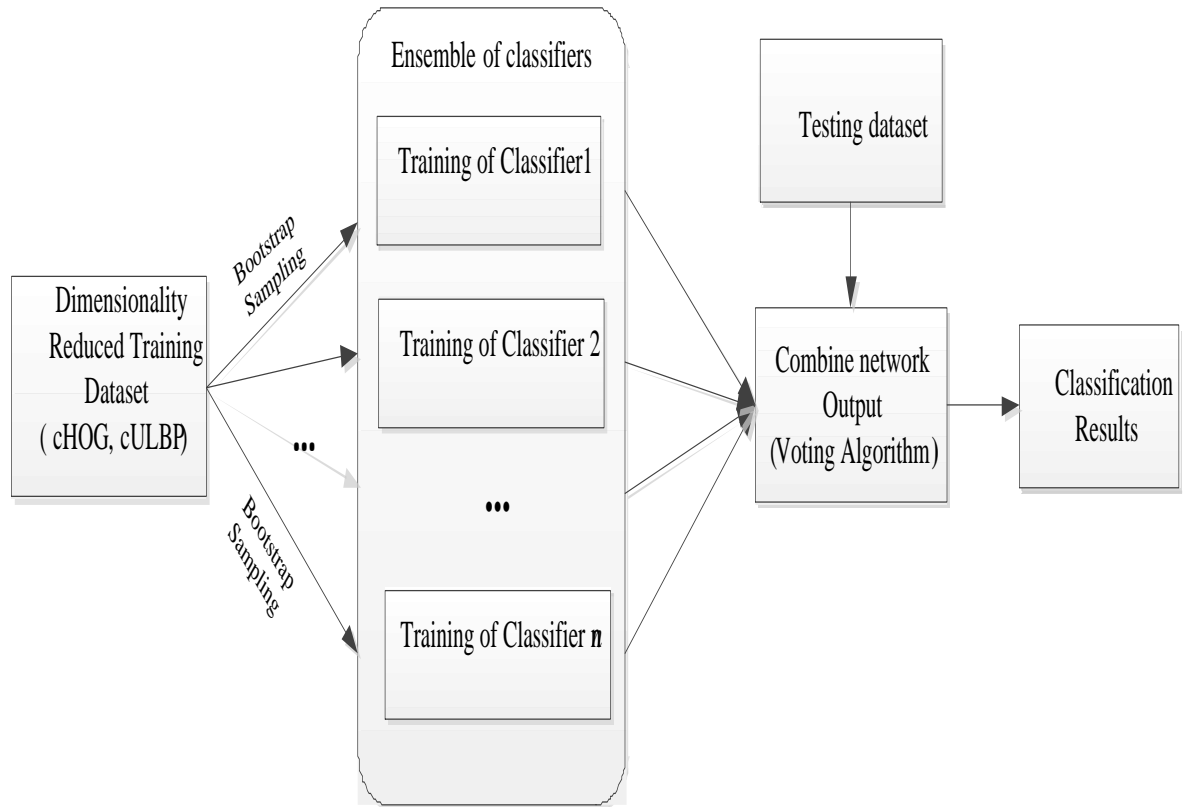 Ensemble of classifiers
Training of Classifier1
Training of Classifier 2
...
Training of Classifier n
Bootstrap
Sampling
...
Bootstrap
Sampling
Dimensionality
Reduced Training
Dataset
( cHOG, cULBP)
Testing dataset
Combine network
Output
(Voting Algorithm)
Classification
Results